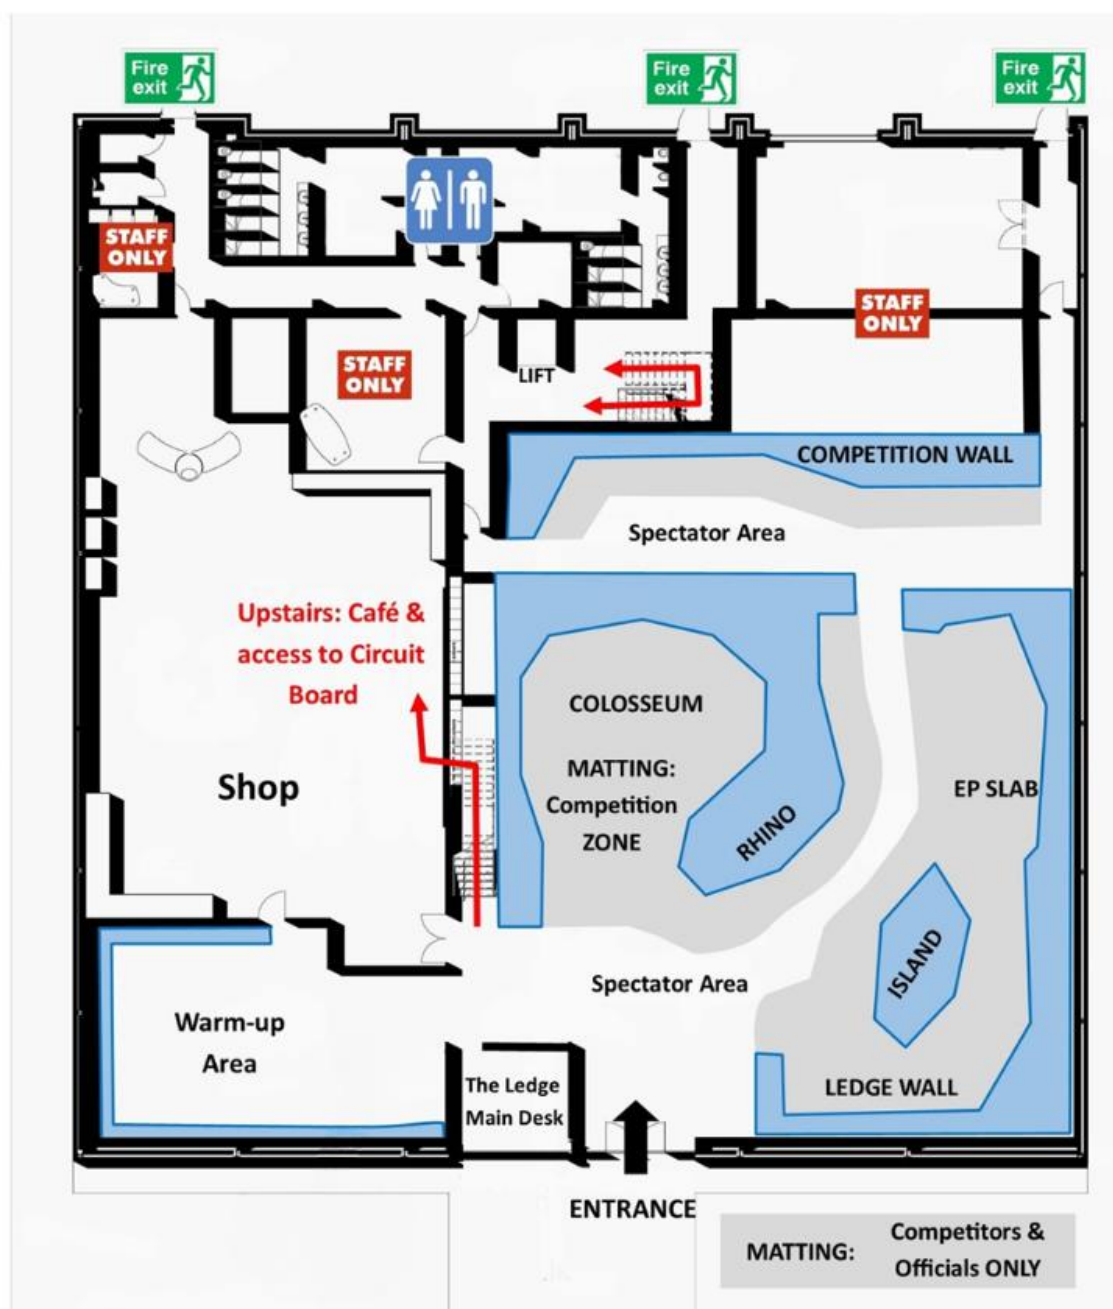 Fire
exit
Fire
exit
Fire
exit
STAFF
ONLY
STAFF
ONLY
STAFF
ONLY
LIFT
COMPETITION WALL
Spectator Area
Upstairs: Café &
access to Circuit
Board
COLOSSEUM
MATTING:
Competition
ZONE
RHINO
EP SLAB
Shop
ISLAND
Spectator Area
Warm-up
Area
The Ledge
Main Desk
LEDGE WALL
ENTRANCE
MATTING:
Competitors &
Officials ONLY